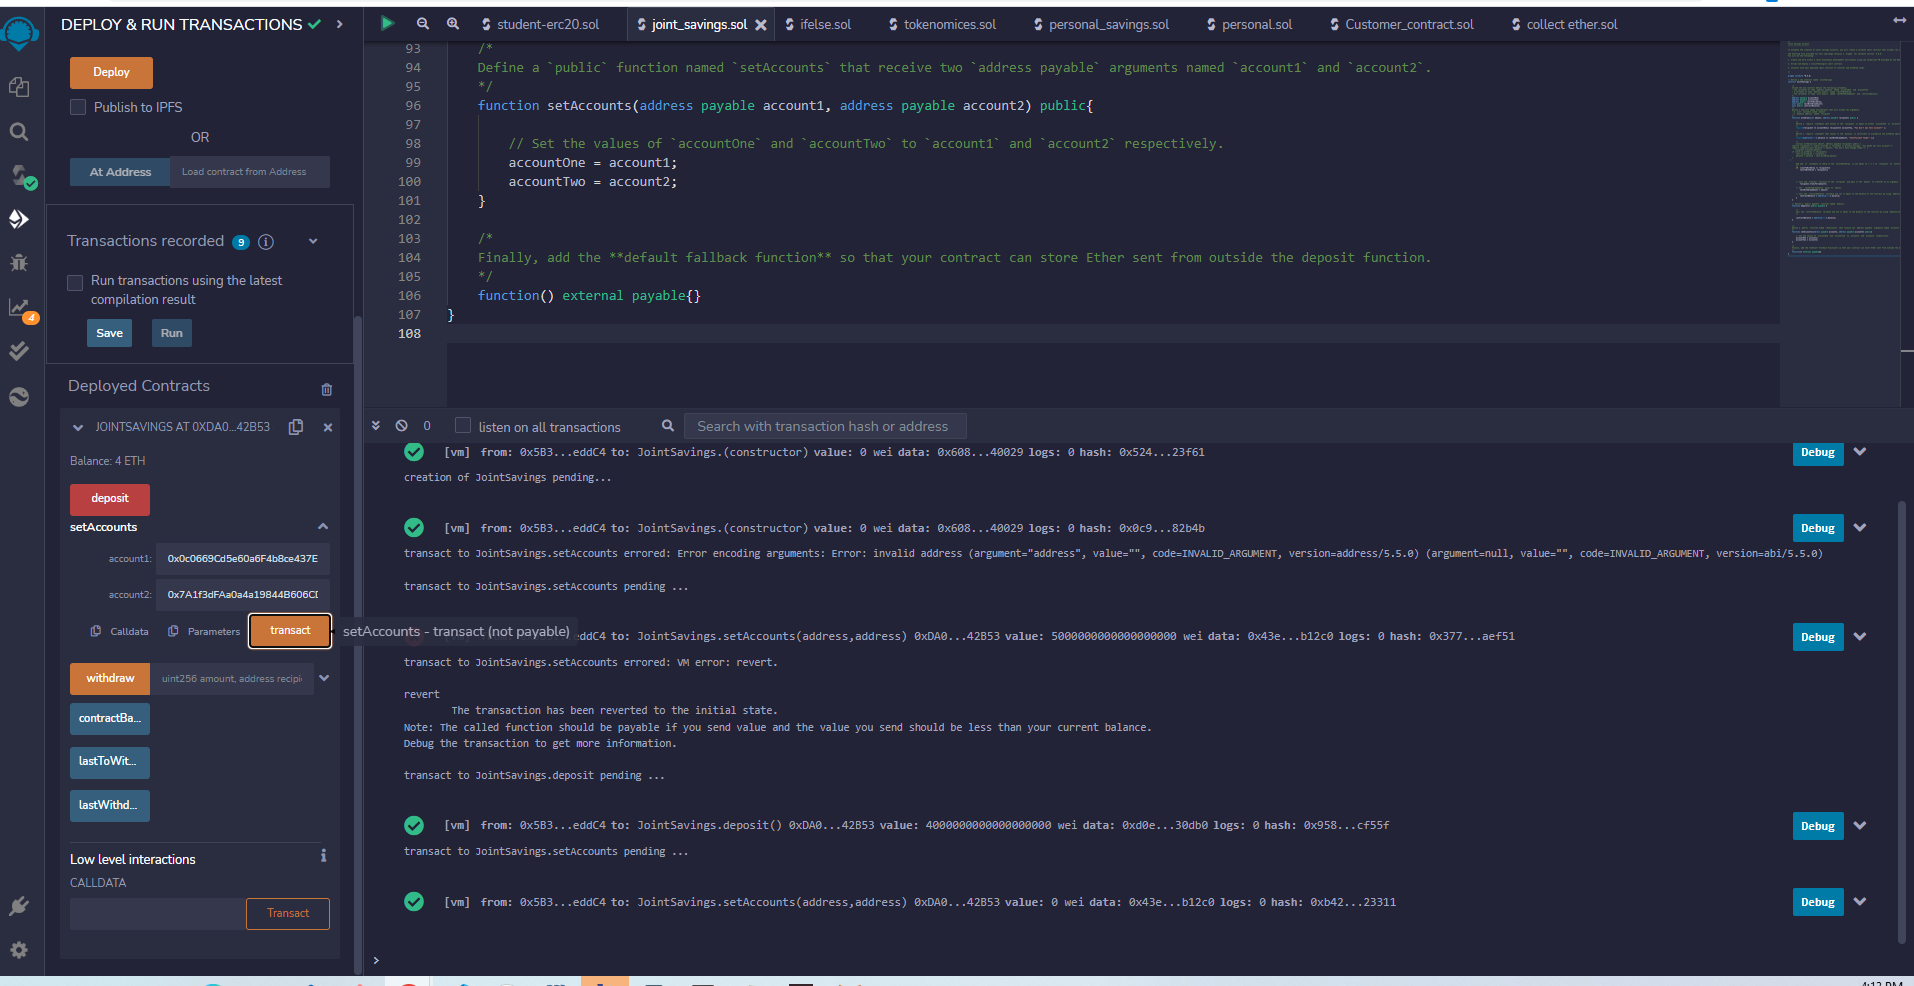 DEPLOY & RUN TRANSACTIONS
Deploy
Publish to IPFS
OR
At Address
Load contract from Address
Transactions recorded 9
Run transactions using the latest
compilation result
Save
Run
4
Deployed Contracts
JOINTSAVINGS AT 0XDA0...42B53
Balance: 4 ETH
deposit
setAccounts
account1: 0x0c0669Cd5e60a6F4b8ce437E
account2: 0x7A1f3dFAa0a4a19844B606CD
Calldata
Parameters
transact
setAccounts - transact (not payable)
withdraw
uint256 amount, address recipi
contractBa...
lastToWit...
lastWithd...
Low level interactions
CALLDATA
Transact
student-erc20.sol
joint_savings.sol
ifelse.sol
tokenomices.sol
personal_savings.sol
personal.sol
Customer_contract.sol
collect ether.sol
93 /*
94 Define a `public` function named `setAccounts` that receive two `address payable` arguments named `account1` and `account2`.
95 */
96 function setAccounts(address payable account1, address payable account2) public{
97
98 // Set the values of `accountOne` and `accountTwo` to `account1` and `account2` respectively.
99 accountOne = account1;
100 accountTwo = account2;
101 }
102
103 /*
104 Finally, add the **default fallback function** so that your contract can store Ether sent from outside the deposit function.
105 */
106 function() external payable{}
107 }
108
0
listen on all transactions
Search with transaction hash or address
[vm] from: 0x5B3...eddC4 to: JointSavings.(constructor) value: 0 wei data: 0x608...40029 logs: 0 hash: 0x524...23f61
Debug
creation of JointSavings pending...
[vm] from: 0x5B3...eddC4 to: JointSavings.(constructor) value: 0 wei data: 0x608...40029 logs: 0 hash: 0x0c9...82b4b
Debug
transact to JointSavings.setAccounts errored: Error encoding arguments: Error: invalid address (argument="address", value="", code=INVALID_ARGUMENT, version=address/5.5.0) (argument=null, value="", code=INVALID_ARGUMENT, version=abi/5.5.0)
transact to JointSavings.setAccounts pending ...
ddC4 to: JointSavings.setAccounts(address,address) 0xDA0...42B53 value: 5000000000000000000 wei data: 0x43e...b12c0 logs: 0 hash: 0x377...aef51
Debug
transact to JointSavings.setAccounts errored: VM error: revert.
revert
The transaction has been reverted to the initial state.
Note: The called function should be payable if you send value and the value you send should be less than your current balance.
Debug the transaction to get more information.
transact to JointSavings.deposit pending ...
[vm] from: 0x5B3...eddC4 to: JointSavings.deposit() 0xDA0...42B53 value: 4000000000000000000 wei data: 0xd0e...30db0 logs: 0 hash: 0x958...cf55f
Debug
transact to JointSavings.setAccounts pending ...
[vm] from: 0x5B3...eddC4 to: JointSavings.setAccounts(address,address) 0xDA0...42B53 value: 0 wei data: 0x43e...b12c0 logs: 0 hash: 0xb42...23311
Debug
>